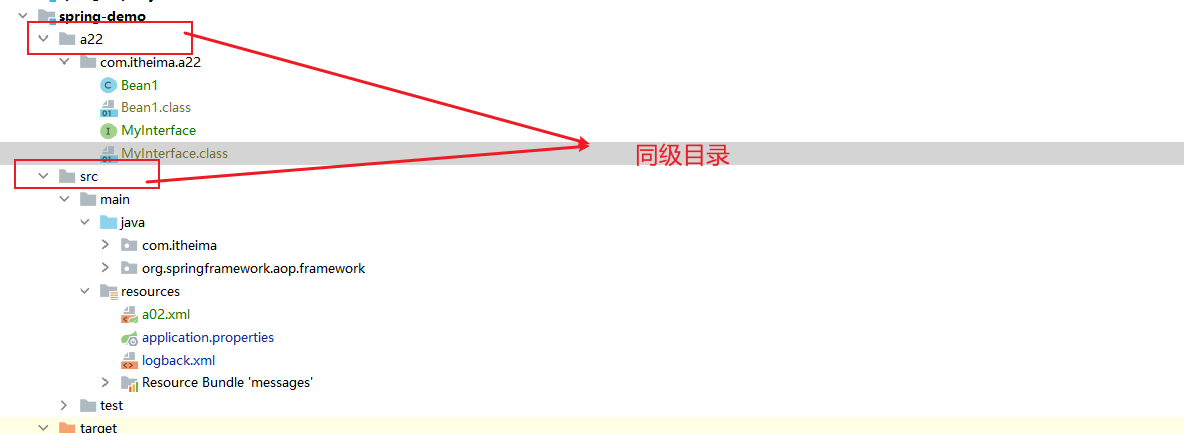 spring-demo
a22
com.itheima.a22
Bean1
Bean1.class
MyInterface
MyInterface.class
同级目录
src
main
java
com.itheima
org.springframework.aop.framework
resources
a02.xml
application.properties
logback.xml
Resource Bundle 'messages'
test
target